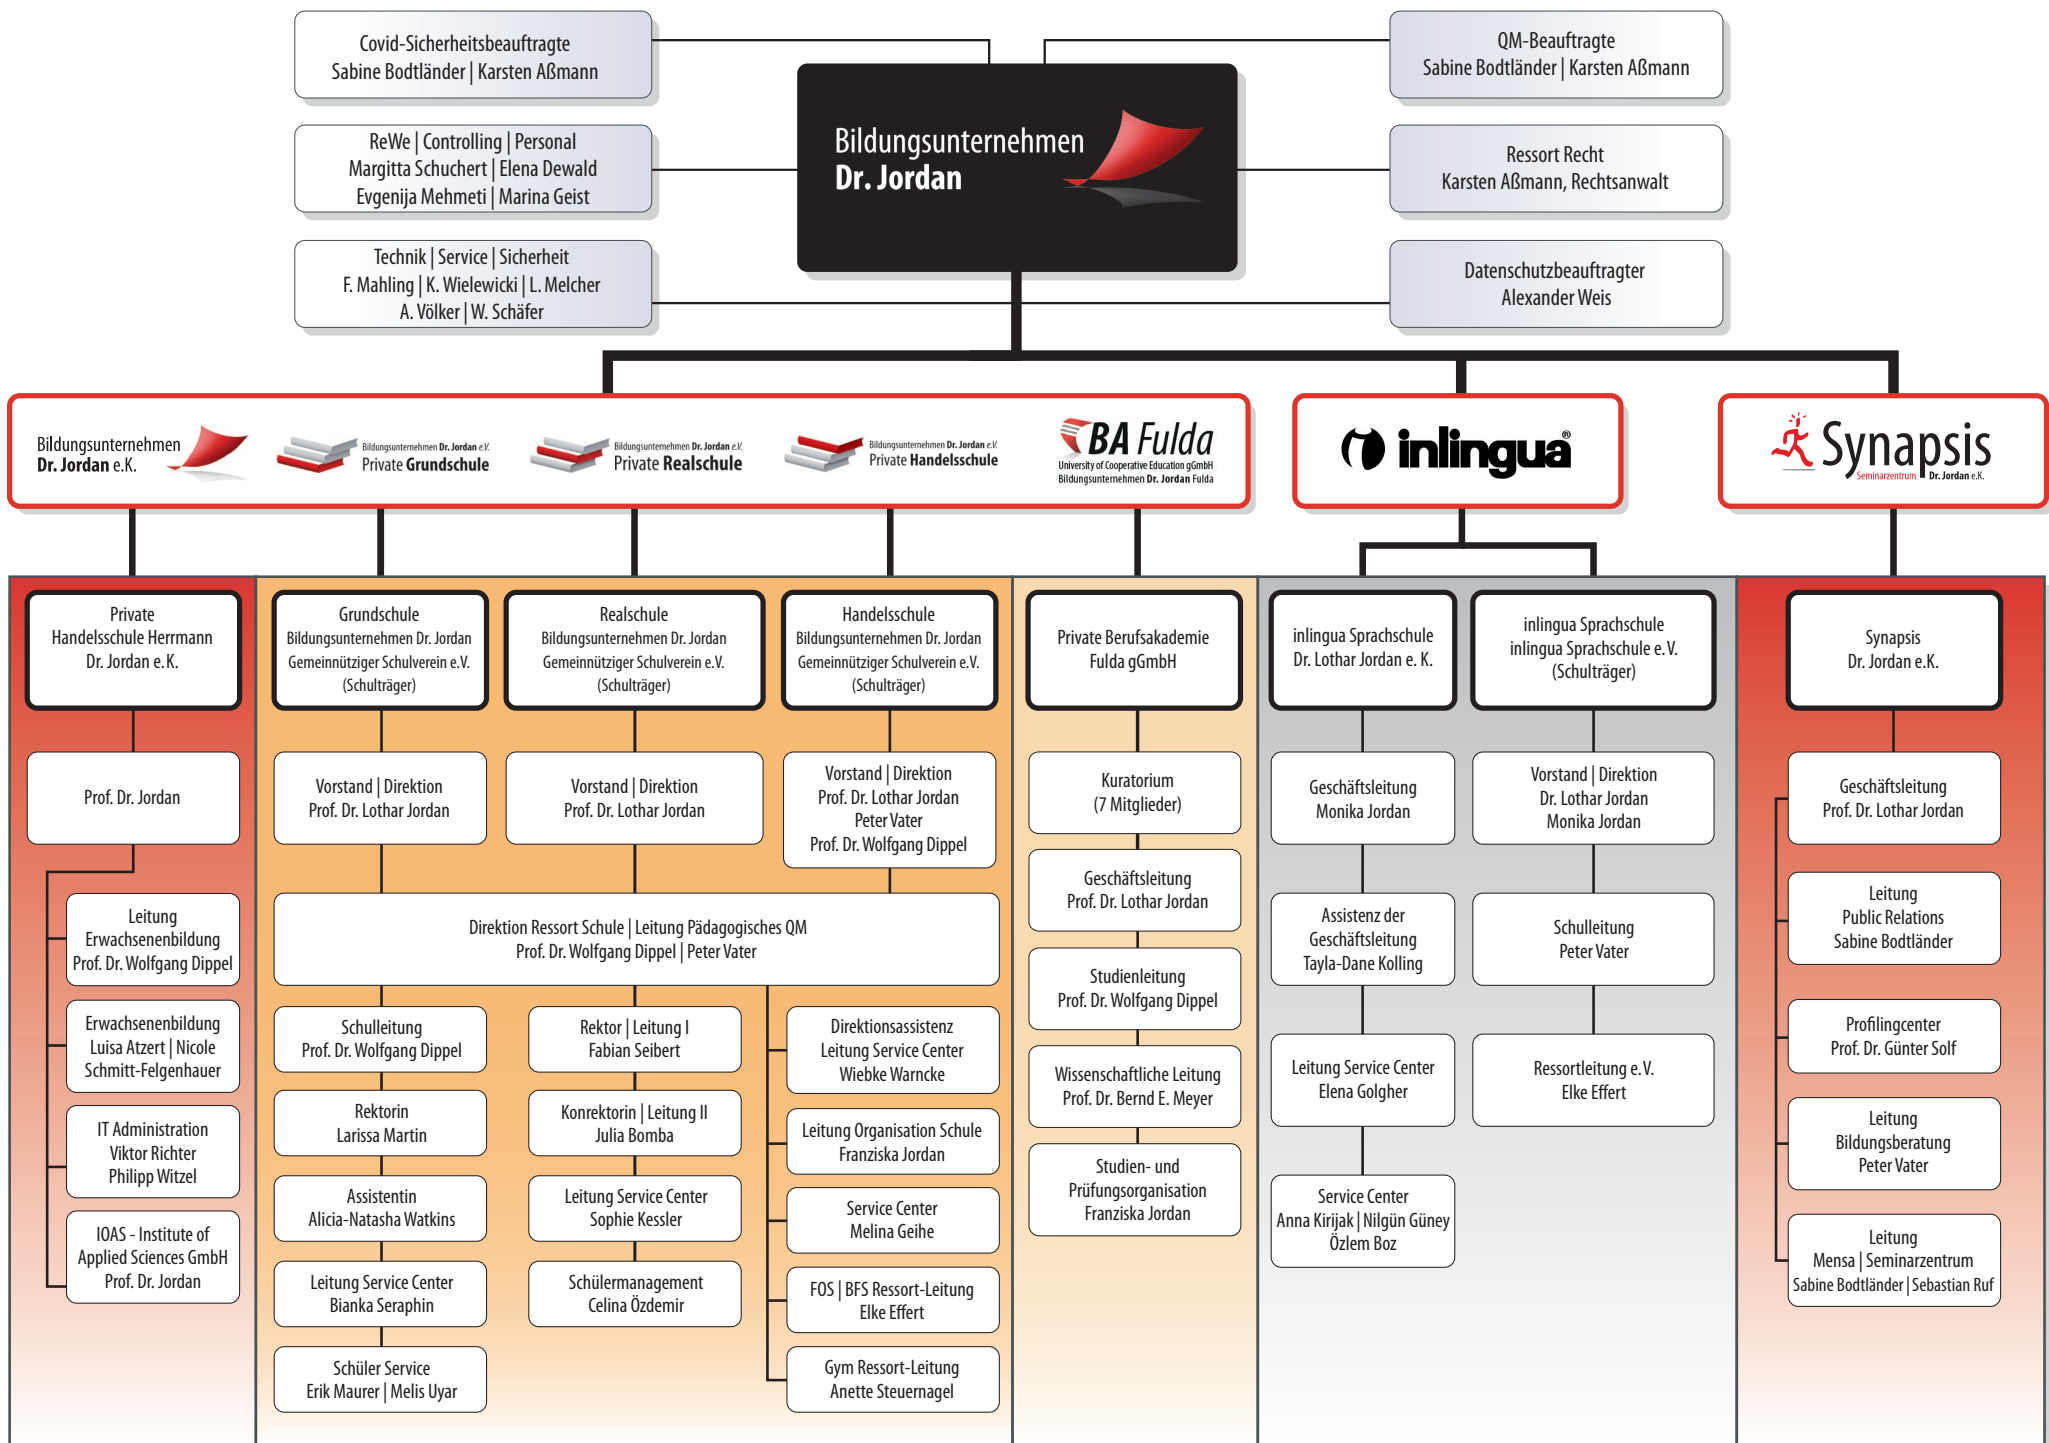 Covid-Sicherheitsbeauftragte
Sabine Bodtländer | Karsten Aßmann
QM-Beauftragte
Sabine Bodtländer | Karsten Aßmann
Bildungsunternehmen
Dr. Jordan
ReWe | Controlling | Personal
Margitta Schuchert | Elena Dewald
Evgenija Mehmeti | Marina Geist
Ressort Recht
Karsten Aßmann, Rechtsanwalt
Technik | Service | Sicherheit
F. Mahling | K. Wielewicki | L. Melcher
A. Völker | W. Schäfer
Datenschutzbeauftragter
Alexander Weis
Bildungsunternehmen
Dr. Jordan e.K.
Bildungsunternehmen Dr. Jordan e.V.
Private Grundschule
Bildungsunternehmen Dr. Jordan e.V.
Private Realschule
Bildungsunternehmen Dr. Jordan e.V.
Private Handelsschule
BA Fulda
University of Cooperative Education gGmbH
Bildungsunternehmen Dr. Jordan Fulda
inlingua®
Synapsis
Seminarzentrum Dr. Jordan e.K.
Private
Handelsschule Herrmann
Dr. Jordan e.K.
Prof. Dr. Jordan
Leitung
Erwachsenenbildung
Prof. Dr. Wolfgang Dippel
Erwachsenenbildung
Luisa Atzert | Nicole
Schmitt-Felgenhauer
IT Administration
Viktor Richter
Philipp Witzel
IOAS - Institute of
Applied Sciences GmbH
Prof. Dr. Jordan
Grundschule
Bildungsunternehmen Dr. Jordan
Gemeinnütziger Schulverein e.V.
(Schulträger)
Vorstand | Direktion
Prof. Dr. Lothar Jordan
Realschule
Bildungsunternehmen Dr. Jordan
Gemeinnütziger Schulverein e.V.
(Schulträger)
Vorstand | Direktion
Prof. Dr. Lothar Jordan
Handelsschule
Bildungsunternehmen Dr. Jordan
Gemeinnütziger Schulverein e.V.
(Schulträger)
Vorstand | Direktion
Prof. Dr. Lothar Jordan
Peter Vater
Prof. Dr. Wolfgang Dippel
Direktion Ressort Schule | Leitung Pädagogisches QM
Prof. Dr. Wolfgang Dippel | Peter Vater
Schulleitung
Prof. Dr. Wolfgang Dippel
Rektorin
Larissa Martin
Assistentin
Alicia-Natasha Watkins
Leitung Service Center
Bianka Seraphin
Schüler Service
Erik Maurer | Melis Uyar
Rektor | Leitung I
Fabian Seibert
Konrektorin | Leitung II
Julia Bomba
Leitung Service Center
Sophie Kessler
Schülermanagement
Celina Özdemir
Direktionsassistenz
Leitung Service Center
Wiebke Warncke
Leitung Organisation Schule
Franziska Jordan
Service Center
Melina Geihe
FOS | BFS Ressort-Leitung
Elke Effert
Gym Ressort-Leitung
Anette Steuernagel
Private Berufsakademie
Fulda gGmbH
Kuratorium
(7 Mitglieder)
Geschäftsleitung
Prof. Dr. Lothar Jordan
Studienleitung
Prof. Dr. Wolfgang Dippel
Wissenschaftliche Leitung
Prof. Dr. Bernd E. Meyer
Studien- und
Prüfungsorganisation
Franziska Jordan
inlingua Sprachschule
Dr. Lothar Jordan e. K.
Geschäftsleitung
Monika Jordan
Assistenz der
Geschäftsleitung
Tayla-Dane Kolling
Leitung Service Center
Elena Golgher
Service Center
Anna Kirijak | Nilgün Güney
Özlem Boz
inlingua Sprachschule
inlingua Sprachschule e.V.
(Schulträger)
Vorstand | Direktion
Dr. Lothar Jordan
Monika Jordan
Schulleitung
Peter Vater
Ressortleitung e.V.
Elke Effert
Synapsis
Dr. Jordan e.K.
Geschäftsleitung
Prof. Dr. Lothar Jordan
Leitung
Public Relations
Sabine Bodtländer
Profilingcenter
Prof. Dr. Günter Solf
Leitung
Bildungsberatung
Peter Vater
Leitung
Mensa | Seminarzentrum
Sabine Bodtländer | Sebastian Ruf